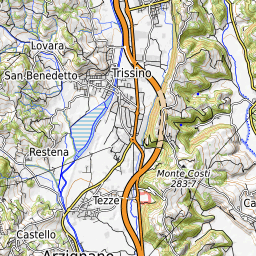 Lovara
Trissino
San Benedetto
Restena
Monte Costi
283.7
Tezze
Castello
Arzignano
Ca